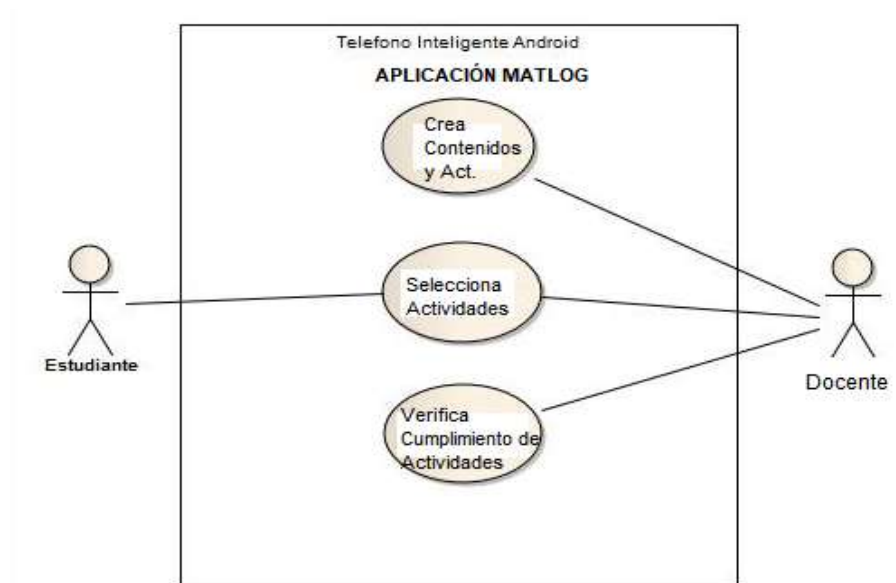 Telefono Inteligente Android
APLICACIÓN MATLOG
Crea
Contenidos
y Act.
Selecciona
Actividades
Estudiante
Docente
Verifica
Cumplimiento de
Actividades